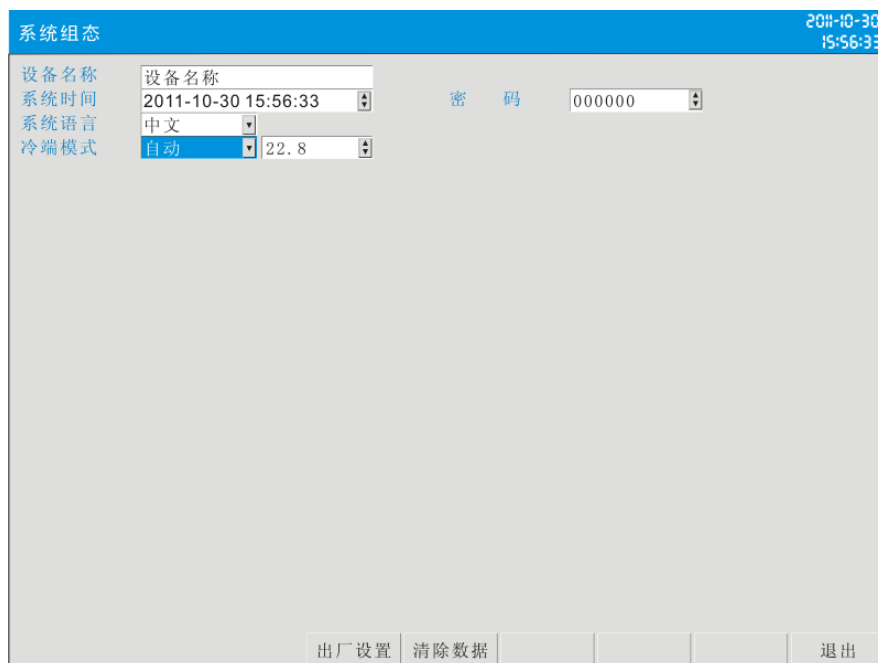 系统组态
2011-10-30
15:56:33
设备名称 设备名称
系统时间 2011-10-30 15:56:33 密 码 000000
系统语言 中文
冷端模式 自动 22.8
出厂设置 清除数据 退出